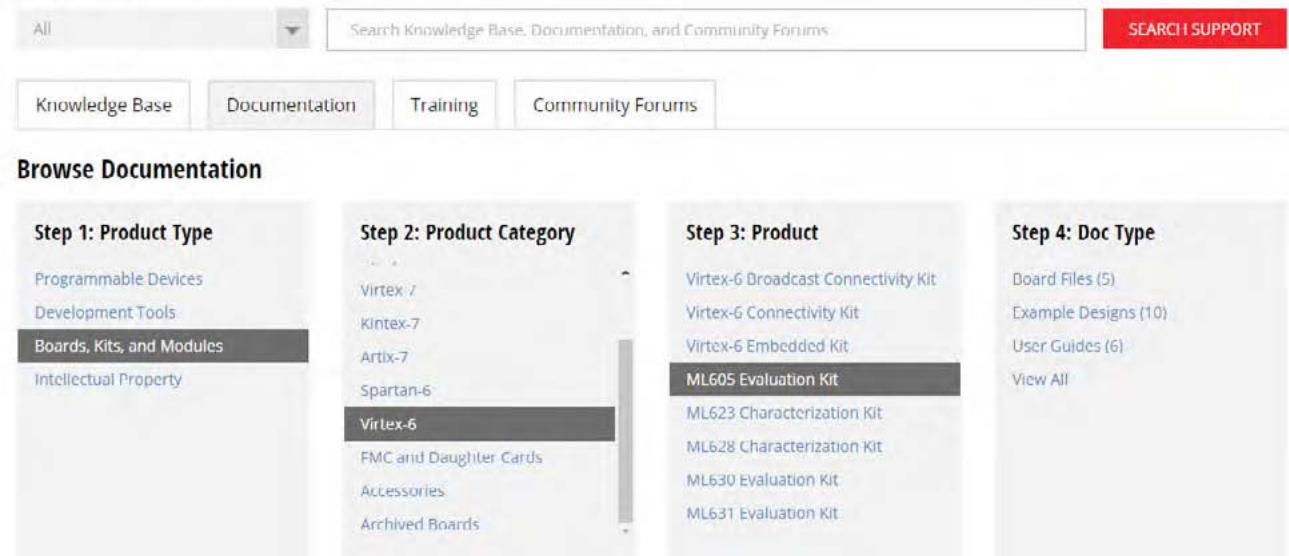 All
Search Knowledge Base, Documentation, and Community Forums
SEARCH SUPPORT
Knowledge Base
Documentation
Training
Community Forums
Browse Documentation
Step 1: Product Type
Programmable Devices
Development Tools
Boards, Kits, and Modules
Intellectual Property
Step 2: Product Category
Virtex-7
Kintex-7
Artix-7
Spartan-6
Virtex-6
FMC and Daughter Cards
Accessories
Archived Boards
Step 3: Product
Virtex-6 Broadcast Connectivity Kit
Virtex-6 Connectivity Kit
Virtex-6 Embedded Kit
ML605 Evaluation Kit
ML623 Characterization Kit
ML628 Characterization Kit
ML630 Evaluation Kit
ML631 Evaluation Kit
Step 4: Doc Type
Board Files (5)
Example Designs (10)
User Guides (6)
View All